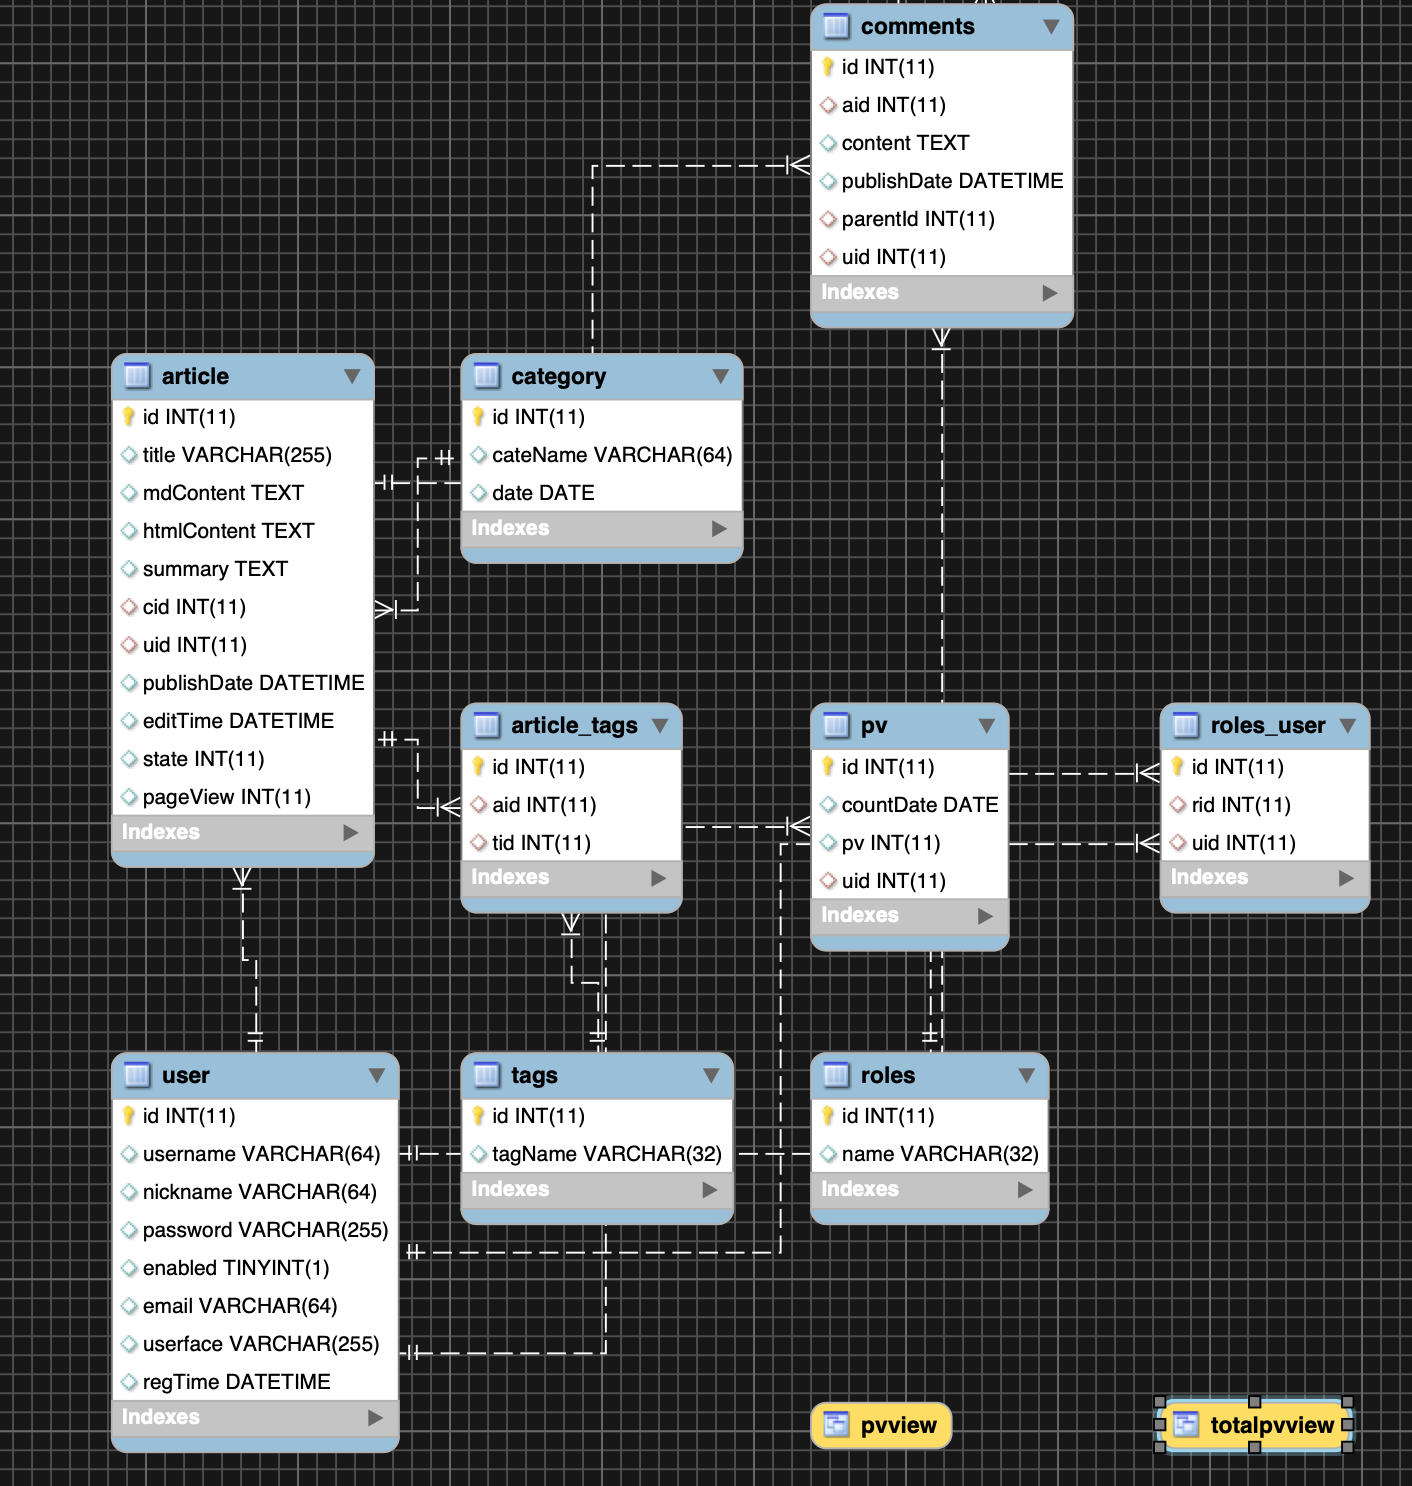 comments
id INT(11)
aid INT(11)
content TEXT
publishDate DATETIME
parentId INT(11)
uid INT(11)
Indexes
article
id INT(11)
title VARCHAR(255)
mdContent TEXT
htmlContent TEXT
summary TEXT
cid INT(11)
uid INT(11)
publishDate DATETIME
editTime DATETIME
state INT(11)
pageView INT(11)
Indexes
category
id INT(11)
cateName VARCHAR(64)
date DATE
Indexes
article_tags
id INT(11)
aid INT(11)
tid INT(11)
Indexes
pv
id INT(11)
countDate DATE
pv INT(11)
uid INT(11)
Indexes
roles_user
id INT(11)
rid INT(11)
uid INT(11)
Indexes
user
id INT(11)
username VARCHAR(64)
nickname VARCHAR(64)
password VARCHAR(255)
enabled TINYINT(1)
email VARCHAR(64)
userface VARCHAR(255)
regTime DATETIME
Indexes
tags
id INT(11)
tagName VARCHAR(32)
Indexes
roles
id INT(11)
name VARCHAR(32)
Indexes
pvview
totalpvview